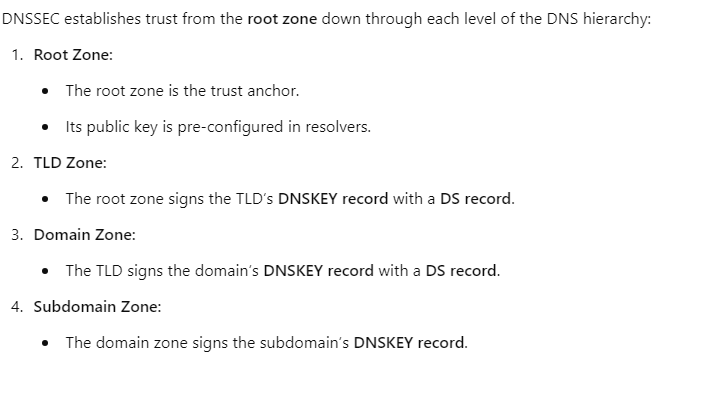 DNSSEC establishes trust from the root zone down through each level of the DNS hierarchy:
1. Root Zone:
• The root zone is the trust anchor.
• Its public key is pre-configured in resolvers.
2. TLD Zone:
• The root zone signs the TLD's DNSKEY record with a DS record.
3. Domain Zone:
• The TLD signs the domain's DNSKEY record with a DS record.
4. Subdomain Zone:
• The domain zone signs the subdomain's DNSKEY record.